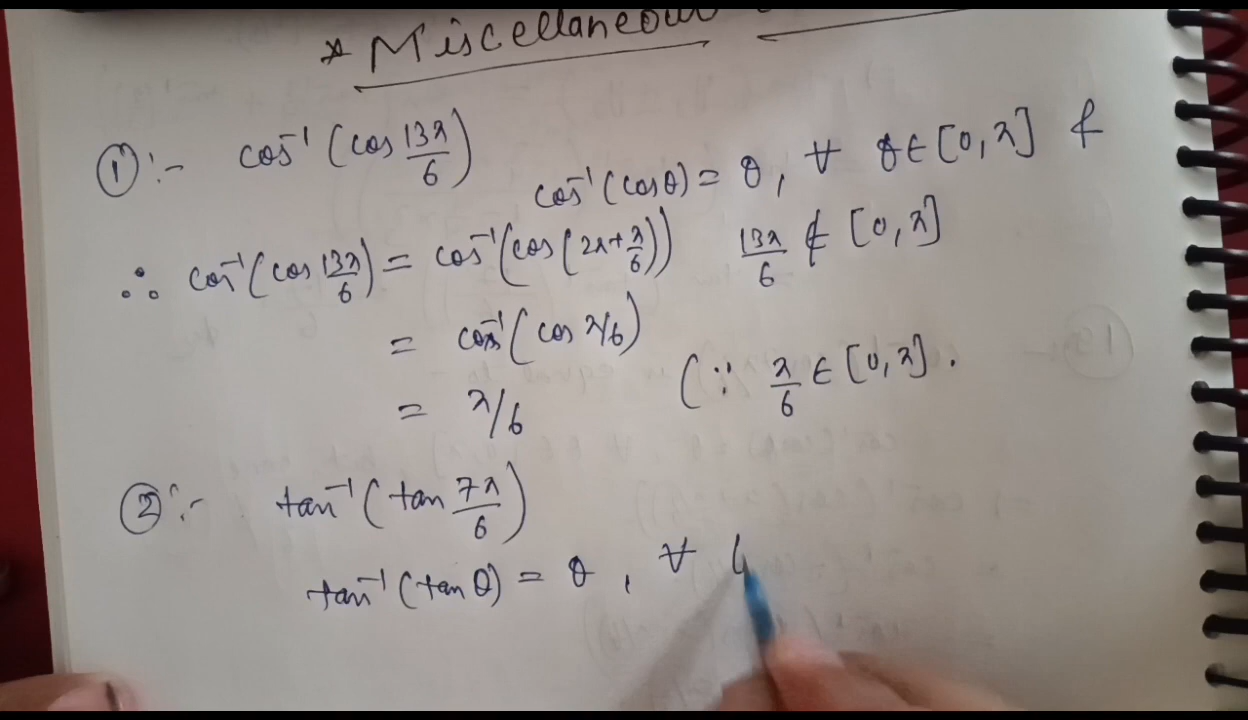 * Miscellaneous
①:- cos⁻¹(cos 13π/6)
cos⁻¹(cosθ) = θ, ∀ θ∈[0,π] &
∴ cos⁻¹(cos 13π/6) = cos⁻¹(cos(2π+π/6)) 13π/6 ∉ [0,π]
= cos⁻¹(cos π/6)
= π/6 (∵ π/6 ∈ [0,π].
②:- tan⁻¹(tan 7π/6)
tan⁻¹(tan θ) = θ, ∀ (